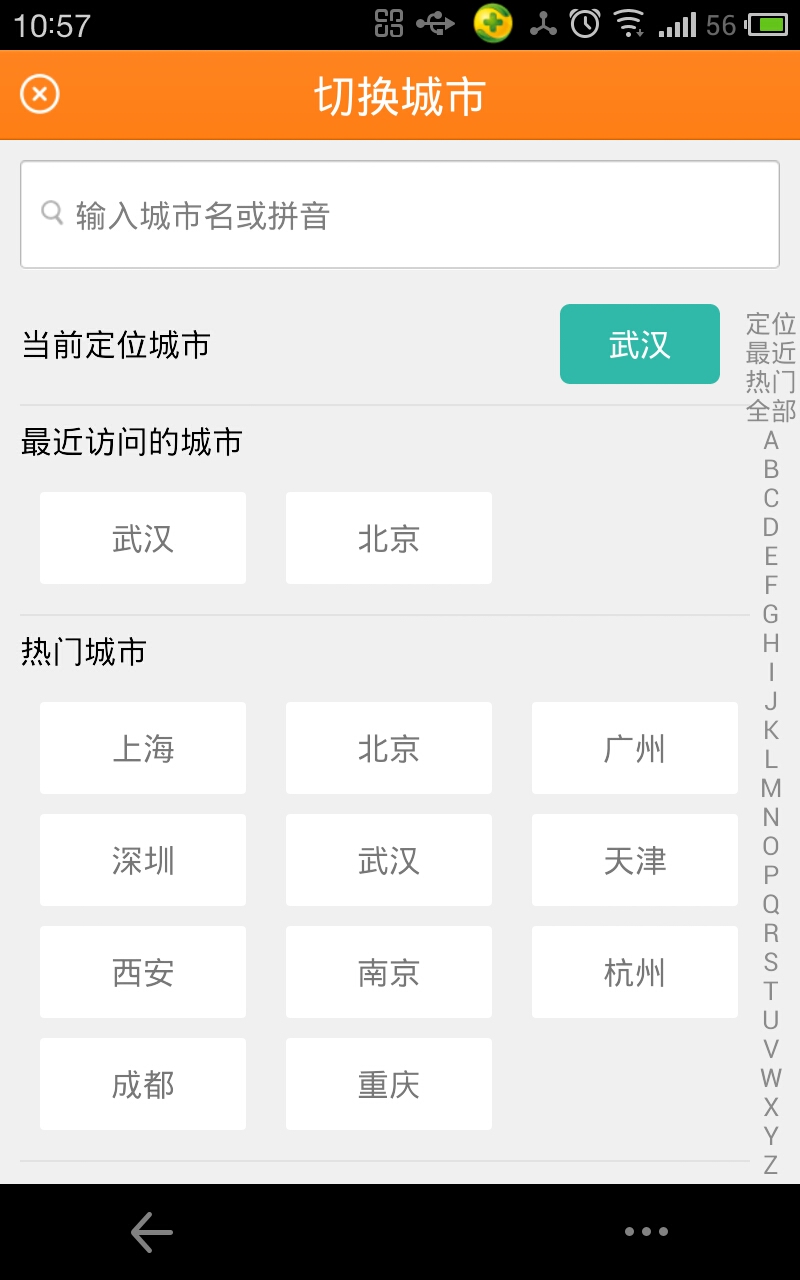 10:57
56
切换城市
输入城市名或拼音
当前定位城市
武汉
最近访问的城市
武汉 北京
热门城市
上海 北京 广州
深圳 武汉 天津
西安 南京 杭州
成都 重庆
定位
最近
热门
全部
A
B
C
D
E
F
G
H
I
J
K
L
M
N
O
P
Q
R
S
T
U
V
W
X
Y
Z